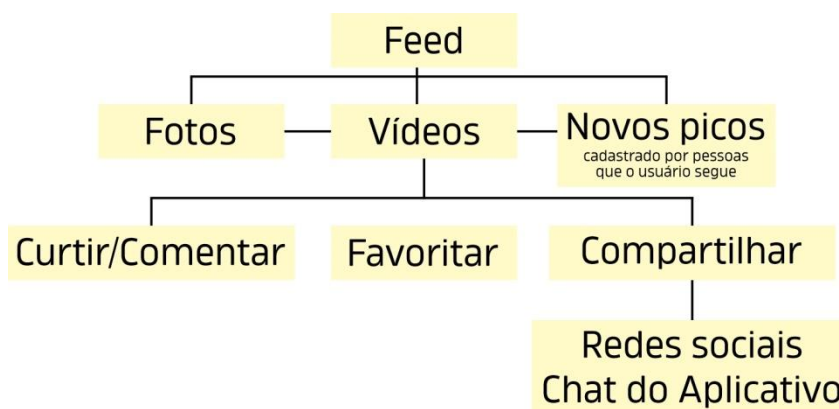 Feed
Fotos
Vídeos
Novos picos
cadastrado por pessoas
que o usuário segue
Curtir/Comentar
Favoritar
Compartilhar
Redes sociais
Chat do Aplicativo